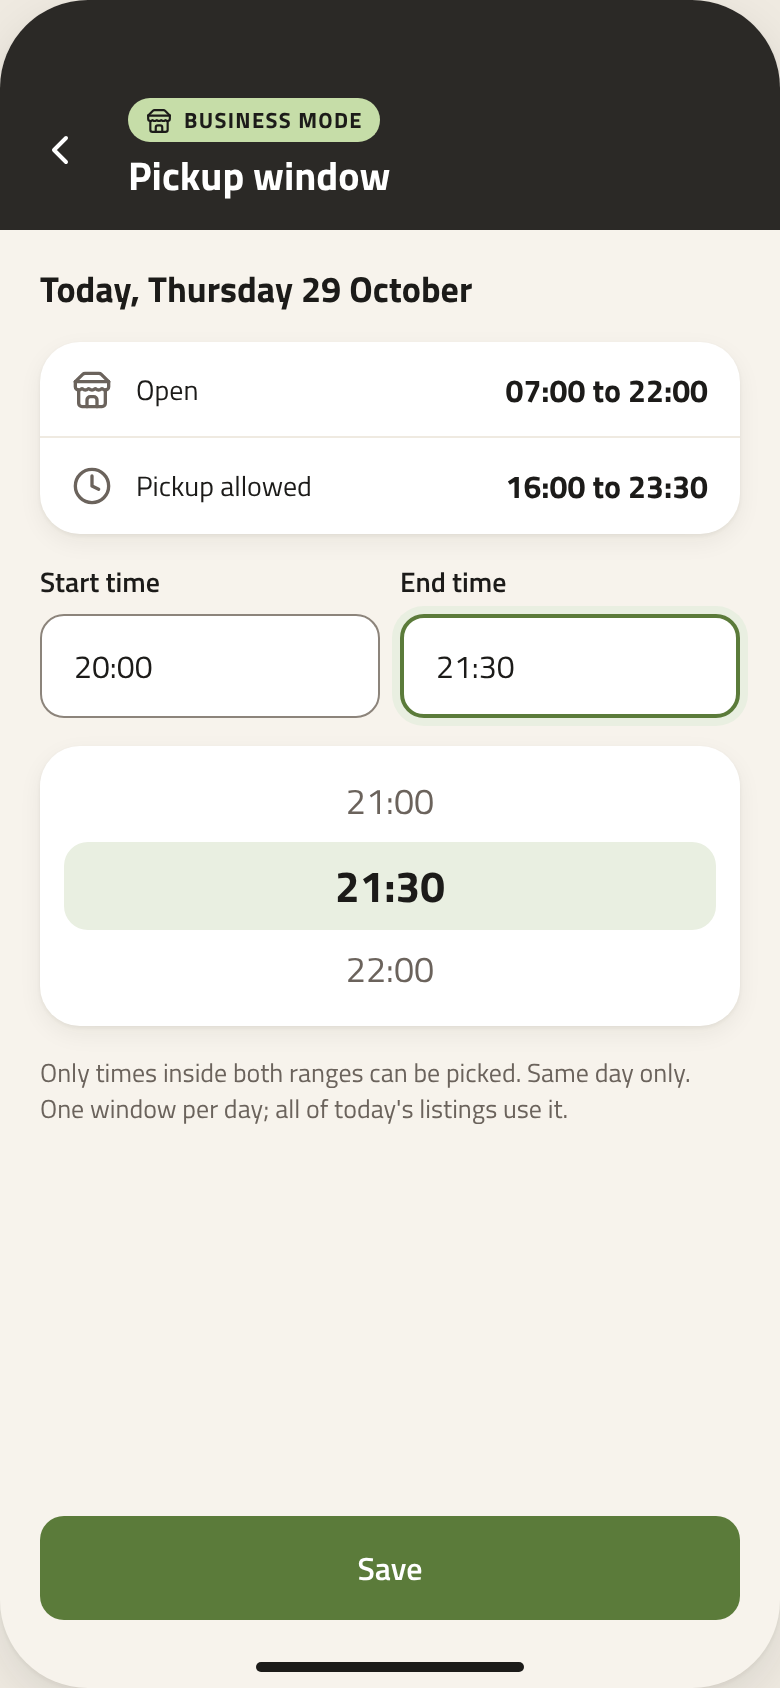 BUSINESS MODE
Pickup window
Today, Thursday 29 October
Open 07:00 to 22:00
Pickup allowed 16:00 to 23:30
Start time End time
20:00 21:30
21:00
21:30
22:00
Only times inside both ranges can be picked. Same day only.
One window per day; all of today's listings use it.
Save